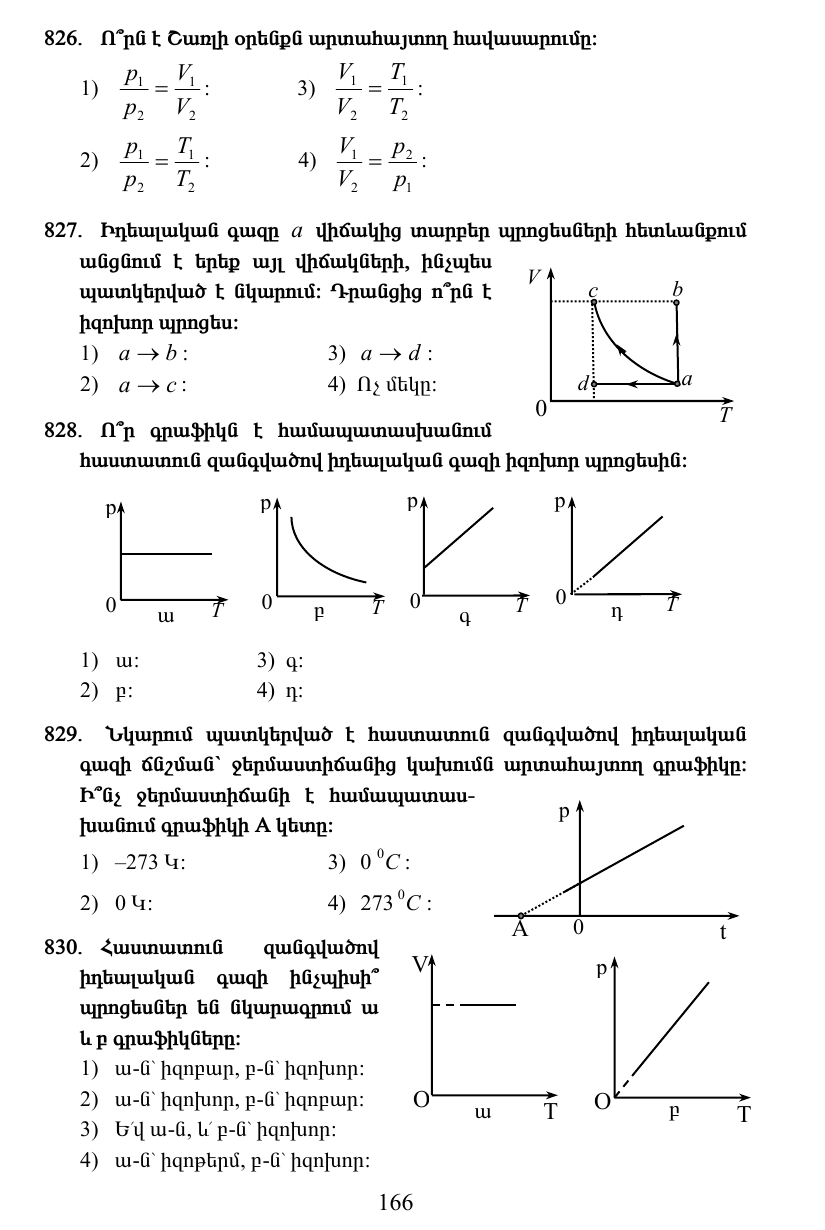 826. Ո՞րն է Շառլի օրենքն արտահայտող հավասարումը:
1) p₁/p₂ = V₁/V₂ : 3) V₁/V₂ = T₁/T₂ :
2) p₁/p₂ = T₁/T₂ : 4) V₁/V₂ = p₂/p₁ :
827. Իդեալական գազը a վիճակից տարբեր պրոցեսների հետևանքում
անցնում է երեք այլ վիճակների, ինչպես
պատկերված է նկարում: Դրանցից ո՞րն է
իզոխոր պրոցես:
1) a → b : 3) a → d :
2) a → c : 4) Ոչ մեկը:
V c b
d a
0 T
828. Ո՞ր գրաֆիկն է համապատասխանում
հաստատուն զանգվածով իդեալական գազի իզոխոր պրոցեսին:
p p p p
0 T 0 T 0 T 0 T
ա բ գ դ
1) ա: 3) գ:
2) բ: 4) դ:
829. Նկարում պատկերված է հաստատուն զանգվածով իդեալական
գազի ճնշման՝ ջերմաստիճանից կախումն արտահայտող գրաֆիկը:
Ի՞նչ ջերմաստիճանի է համապատաս-
խանում գրաֆիկի A կետը:
1) –273 Կ: 3) 0 ⁰C :
2) 0 Կ: 4) 273 ⁰C :
p
A 0 t
830. Հաստատուն զանգվածով
իդեալական գազի ինչպիսի՞
պրոցեսներ են նկարագրում ա
և բ գրաֆիկները:
1) ա-ն՝ իզոբար, բ-ն՝ իզոխոր:
2) ա-ն՝ իզոխոր, բ-ն՝ իզոբար:
3) Ե՛վ ա-ն, և՛ բ-ն՝ իզոխոր:
4) ա-ն՝ իզոթերմ, բ-ն՝ իզոխոր:
V p
O ա T O բ T
166